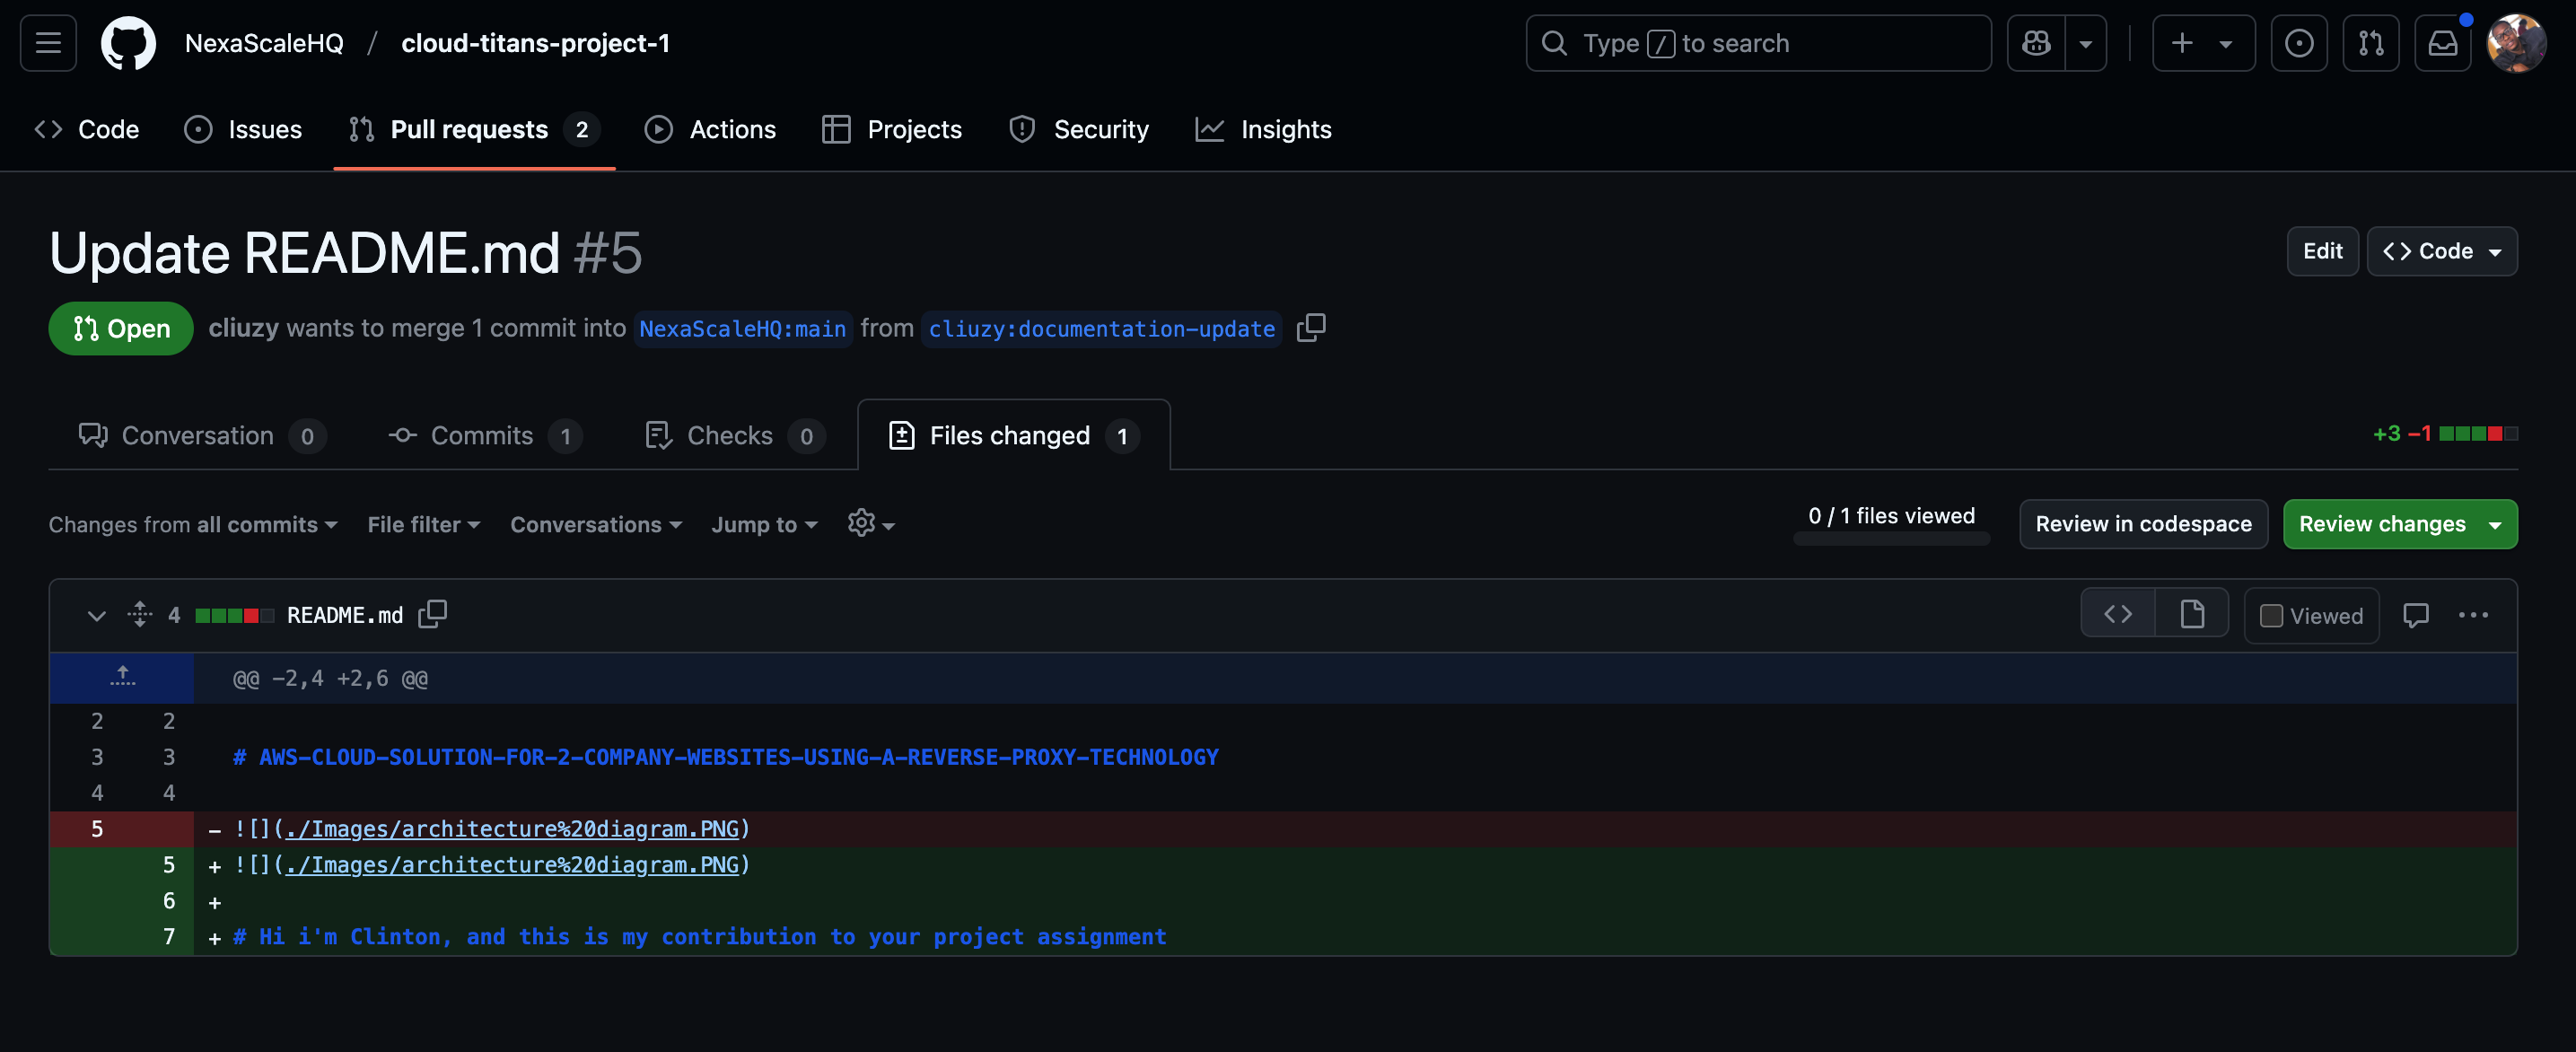 NexaScaleHQ / cloud-titans-project-1
Type / to search
Code
Issues
Pull requests 2
Actions
Projects
Security
Insights
Update README.md #5
Edit
Code
Open
cliuzy wants to merge 1 commit into NexaScaleHQ:main from cliuzy:documentation-update
Conversation 0
Commits 1
Checks 0
Files changed 1
+3 −1
Changes from all commits
File filter
Conversations
Jump to
0 / 1 files viewed
Review in codespace
Review changes
4 README.md
Viewed
@@ -2,4 +2,6 @@
2 2
3 3 # AWS-CLOUD-SOLUTION-FOR-2-COMPANY-WEBSITES-USING-A-REVERSE-PROXY-TECHNOLOGY
4 4
5 - ![](./Images/architecture%20diagram.PNG)
5 + ![](./Images/architecture%20diagram.PNG)
6 +
7 + # Hi i'm Clinton, and this is my contribution to your project assignment